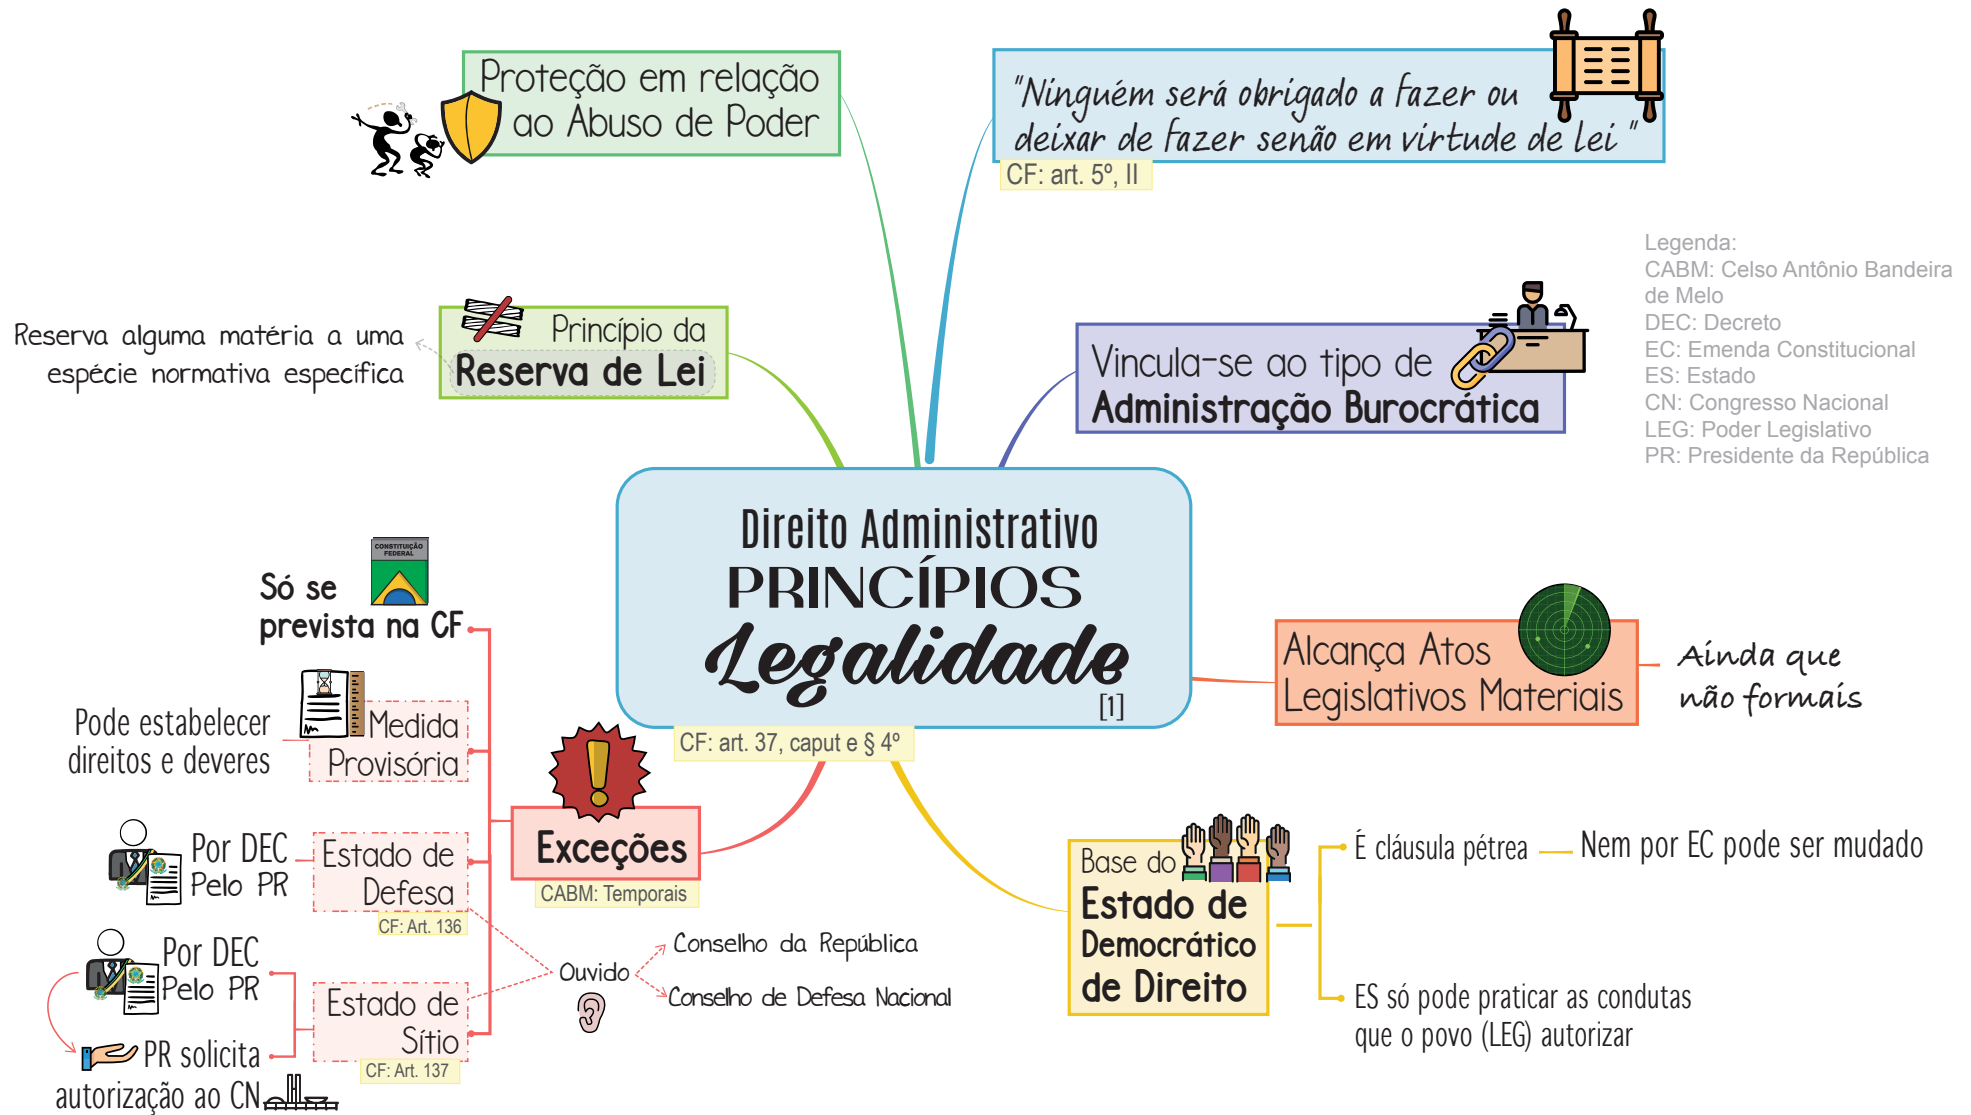 Proteção em relação
ao Abuso de Poder
"Ninguém será obrigado a fazer ou
deixar de fazer senão em virtude de lei "
CF: art. 5º, II
Legenda:
CABM: Celso Antônio Bandeira
de Melo
DEC: Decreto
EC: Emenda Constitucional
ES: Estado
CN: Congresso Nacional
LEG: Poder Legislativo
PR: Presidente da República
Reserva alguma matéria a uma
espécie normativa específica
Princípio da
Reserva de Lei
Vincula-se ao tipo de
Administração Burocrática
Direito Administrativo
PRINCÍPIOS
Legalidade
[1]
CF: art. 37, caput e § 4º
Alcança Atos
Legislativos Materiais
Ainda que
não formais
CONSTITUIÇÃO
FEDERAL
Só se
prevista na CF
Pode estabelecer
direitos e deveres
Medida
Provisória
Exceções
CABM: Temporais
Por DEC
Pelo PR
Estado de
Defesa
CF: Art. 136
Por DEC
Pelo PR
PR solicita
autorização ao CN
Estado de
Sítio
CF: Art. 137
Ouvido
Conselho da República
Conselho de Defesa Nacional
Base do
Estado de
Democrático
de Direito
É cláusula pétrea
Nem por EC pode ser mudado
ES só pode praticar as condutas
que o povo (LEG) autorizar